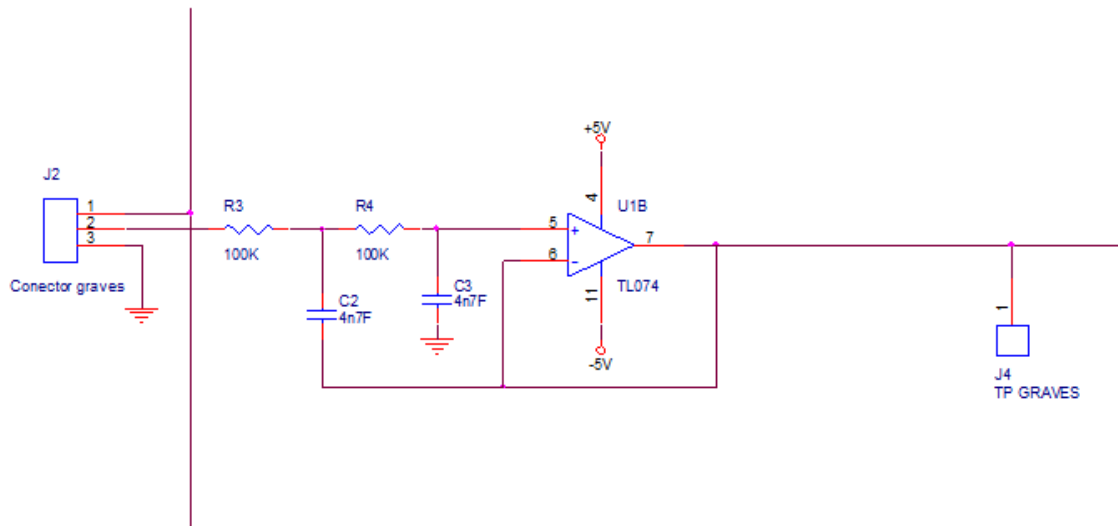 J2
1
2
3
Conector graves
R3
100K
R4
100K
C2
4n7F
C3
4n7F
+5V
4
U1B
5
+
6
-
7
TL074
11
-5V
1
J4
TP GRAVES